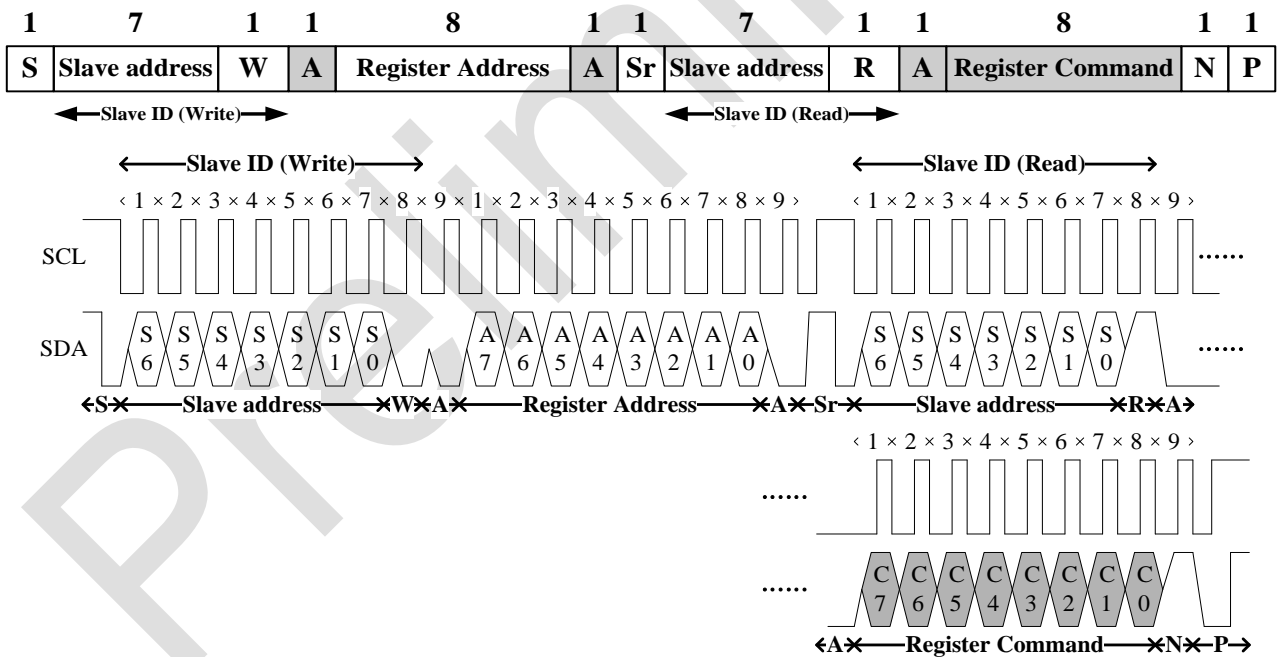 1 7 1 1 8 1 1 7 1 1 8 1 1
S Slave address W A Register Address A Sr Slave address R A Register Command N P
Slave ID (Write) Slave ID (Read)
Slave ID (Write) Slave ID (Read)
‹ 1 × 2 × 3 × 4 × 5 × 6 × 7 × 8 × 9 × 1 × 2 × 3 × 4 × 5 × 6 × 7 × 8 × 9 › ‹ 1 × 2 × 3 × 4 × 5 × 6 × 7 × 8 × 9 ›
SCL ......
SDA S6 S5 S4 S3 S2 S1 S0 A7 A6 A5 A4 A3 A2 A1 A0 S6 S5 S4 S3 S2 S1 S0 ......
S Slave address W A Register Address A Sr Slave address R A
‹ 1 × 2 × 3 × 4 × 5 × 6 × 7 × 8 × 9 ›
......
...... C7 C6 C5 C4 C3 C2 C1 C0
A Register Command N P
Prelim